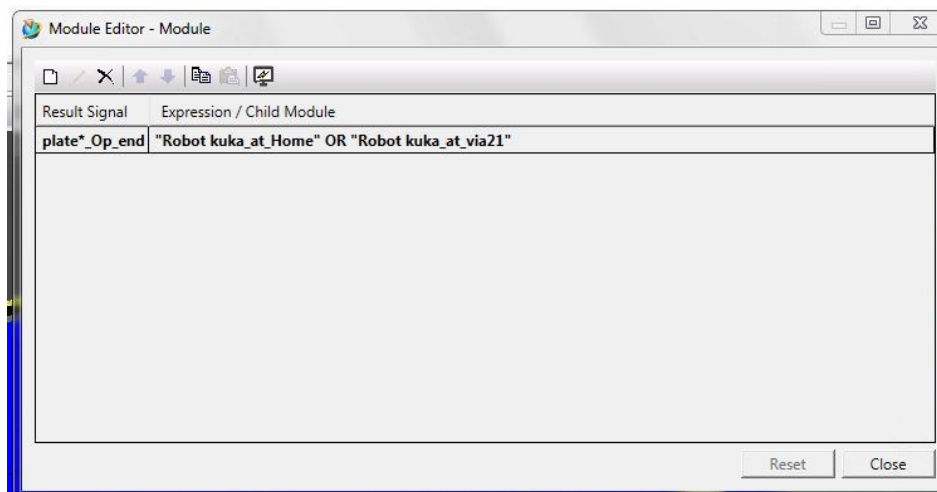 Module Editor - Module
Result Signal Expression / Child Module
plate*_Op_end "Robot kuka_at_Home" OR "Robot kuka_at_via21"
Reset Close